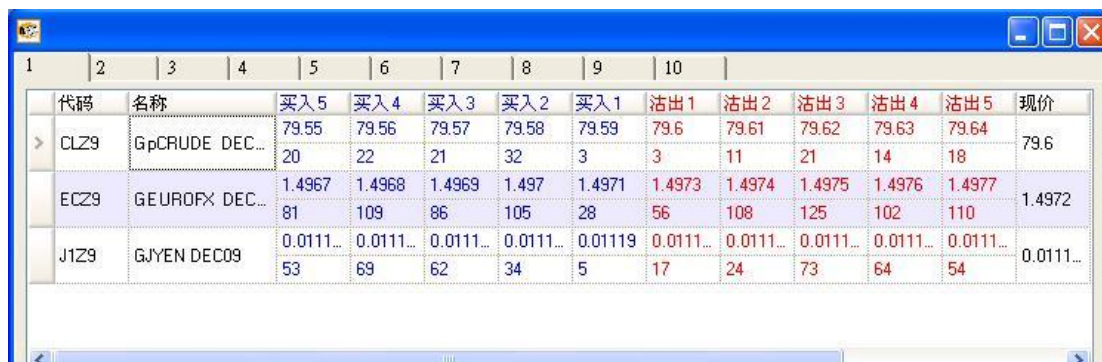 1 2 3 4 5 6 7 8 9 10
代码 名称 买入5 买入4 买入3 买入2 买入1 沽出1 沽出2 沽出3 沽出4 沽出5 现价
79.55 79.56 79.57 79.58 79.59 79.6 79.61 79.62 79.63 79.64
CLZ9 GpCRUDE DEC... 79.6
20 22 21 32 3 3 11 21 14 18
1.4967 1.4968 1.4969 1.497 1.4971 1.4973 1.4974 1.4975 1.4976 1.4977
ECZ9 GEUROFX DEC... 1.4972
81 109 86 105 28 56 108 125 102 110
0.0111... 0.0111... 0.0111... 0.0111... 0.01119 0.0111... 0.0111... 0.0111... 0.0111... 0.0111...
J1Z9 GJYEN DEC09 0.0111...
53 69 62 34 5 17 24 73 64 54